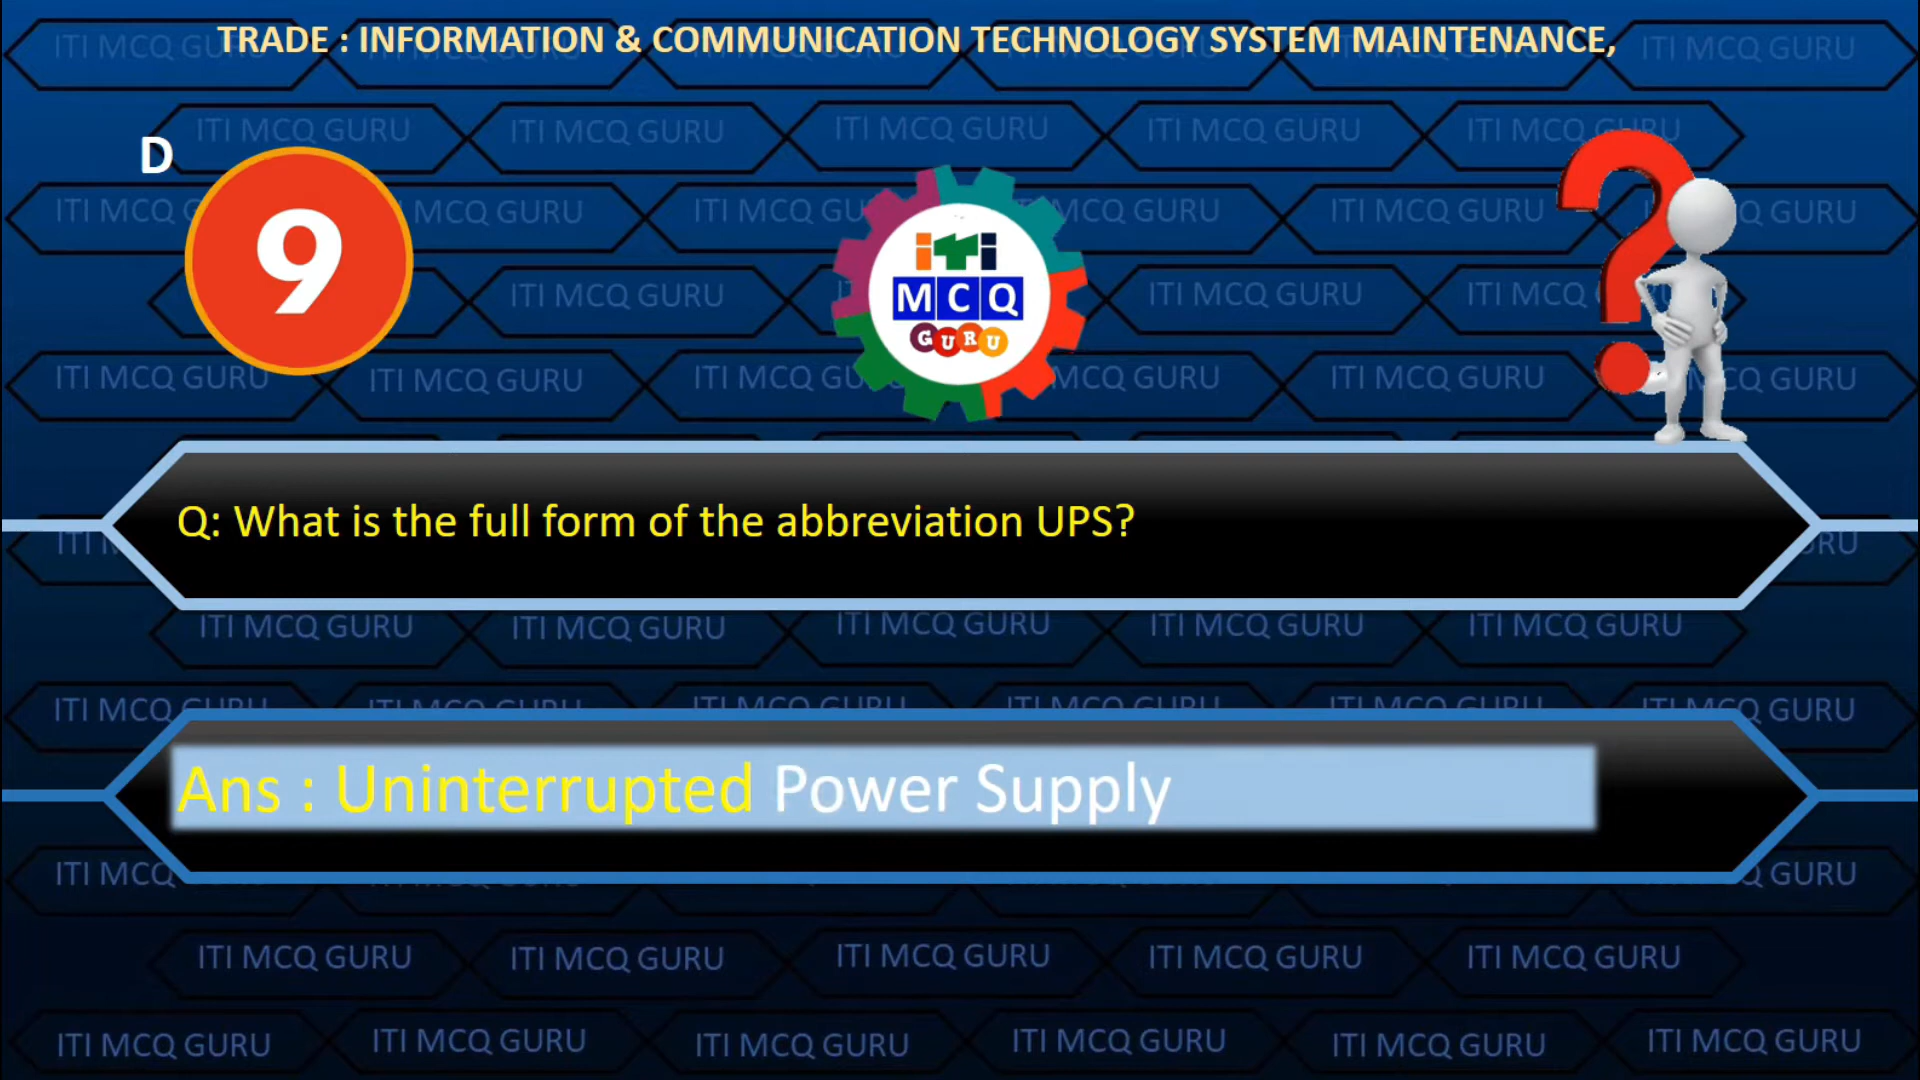 TRADE : INFORMATION & COMMUNICATION TECHNOLOGY SYSTEM MAINTENANCE,
D
9
iTi
MCQ
GURU
Q: What is the full form of the abbreviation UPS?
Ans : Uninterrupted Power Supply
ITI MCQ GURU